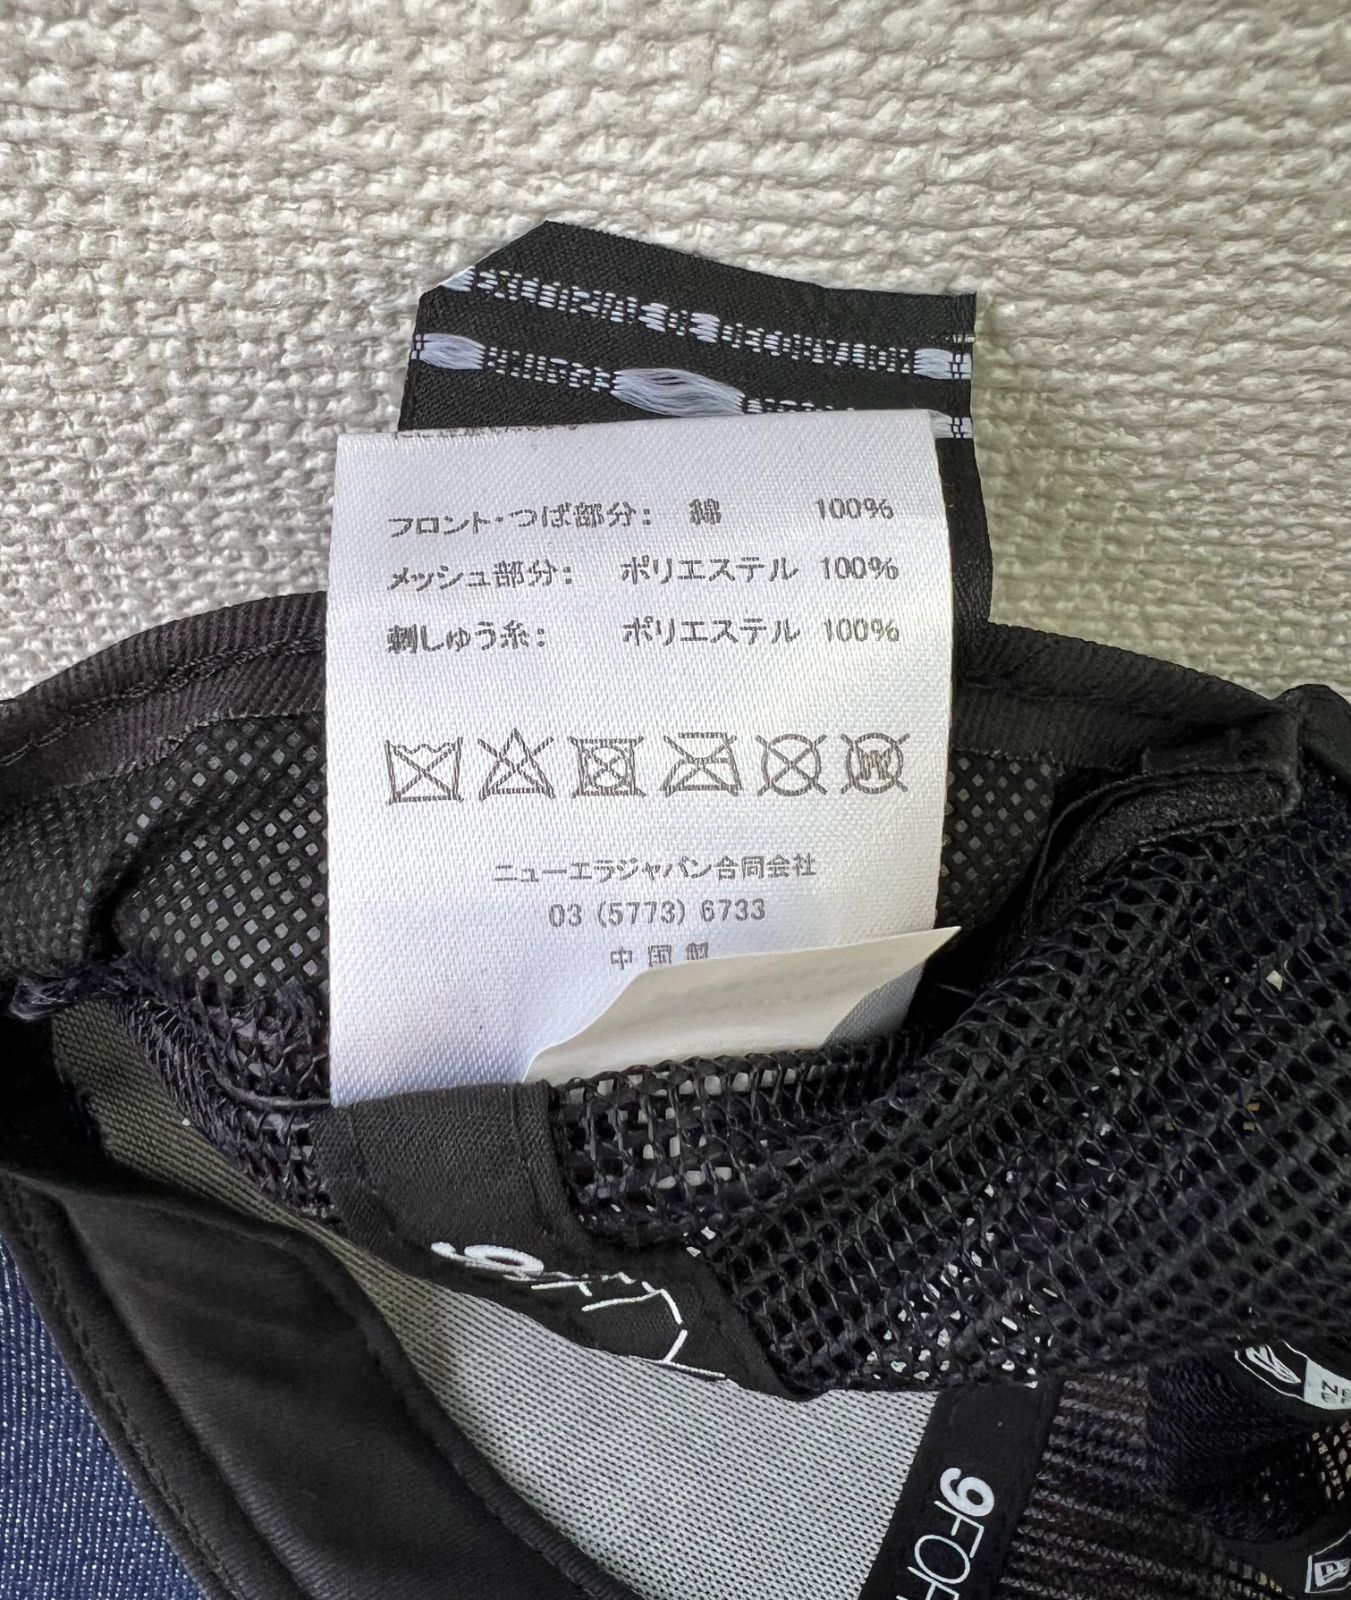 フロント・つば部分: 綿 100%
メッシュ部分: ポリエステル 100%
刺しゅう糸: ポリエステル 100%
ニューエラジャパン合同会社
03 (5773) 6733
中国製
9FOR